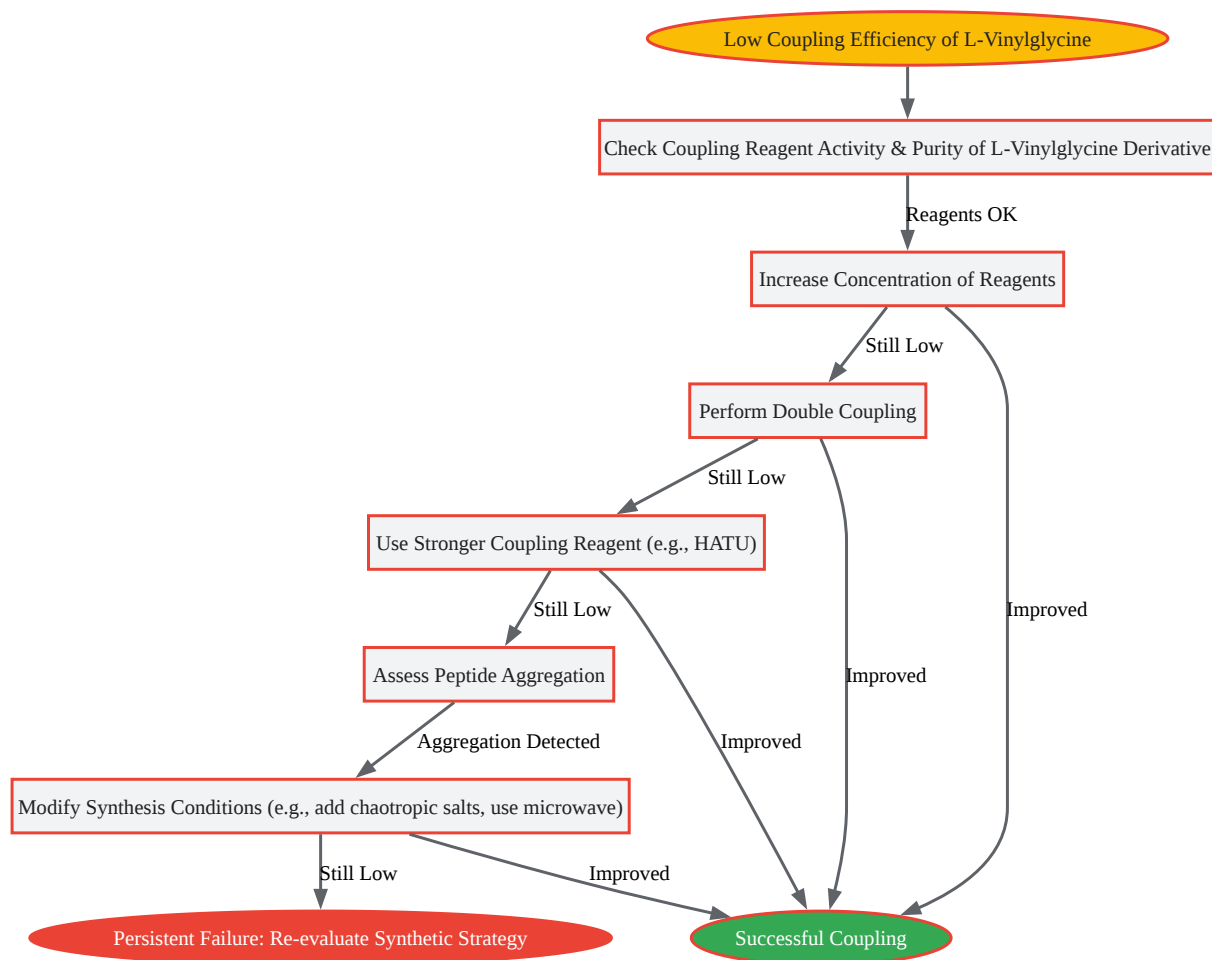 Low Coupling Efficiency of L-Vinylglycine
Check Coupling Reagent Activity & Purity of L-Vinylglycine Derivative
Reagents OK
Increase Concentration of Reagents
Still Low
Perform Double Coupling
Still Low
Use Stronger Coupling Reagent (e.g., HATU)
Still Low
Improved
Assess Peptide Aggregation
Improved
Aggregation Detected
Improved
Modify Synthesis Conditions (e.g., add chaotropic salts, use microwave)
Still Low
Improved
Persistent Failure: Re-evaluate Synthetic Strategy
Successful Coupling